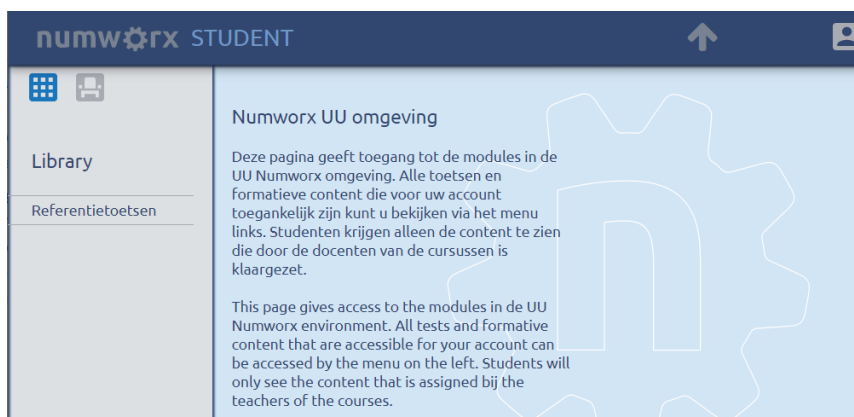 numworx STUDENT
Library
Referentietoetsen
Numworx UU omgeving
Deze pagina geeft toegang tot de modules in de
UU Numworx omgeving. Alle toetsen en
formatieve content die voor uw account
toegankelijk zijn kunt u bekijken via het menu
links. Studenten krijgen alleen de content te zien
die door de docenten van de cursussen is
klaargezet.
This page gives access to the modules in de UU
Numworx environment. All tests and formative
content that are accessible for your account can
be accessed by the menu on the left. Students will
only see the content that is assigned bij the
teachers of the courses.